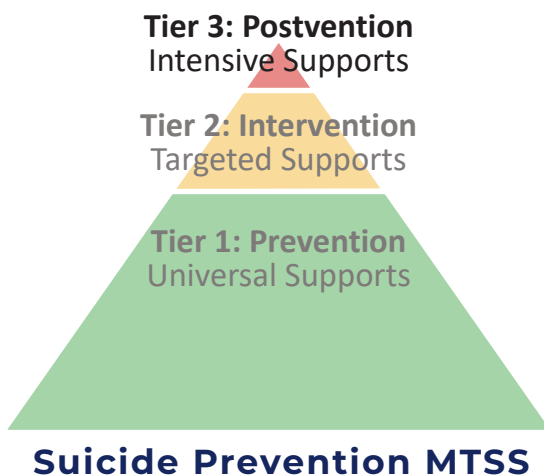 Tier 3: Postvention
Intensive Supports
Tier 2: Intervention
Targeted Supports
Tier 1: Prevention
Universal Supports
Suicide Prevention MTSS